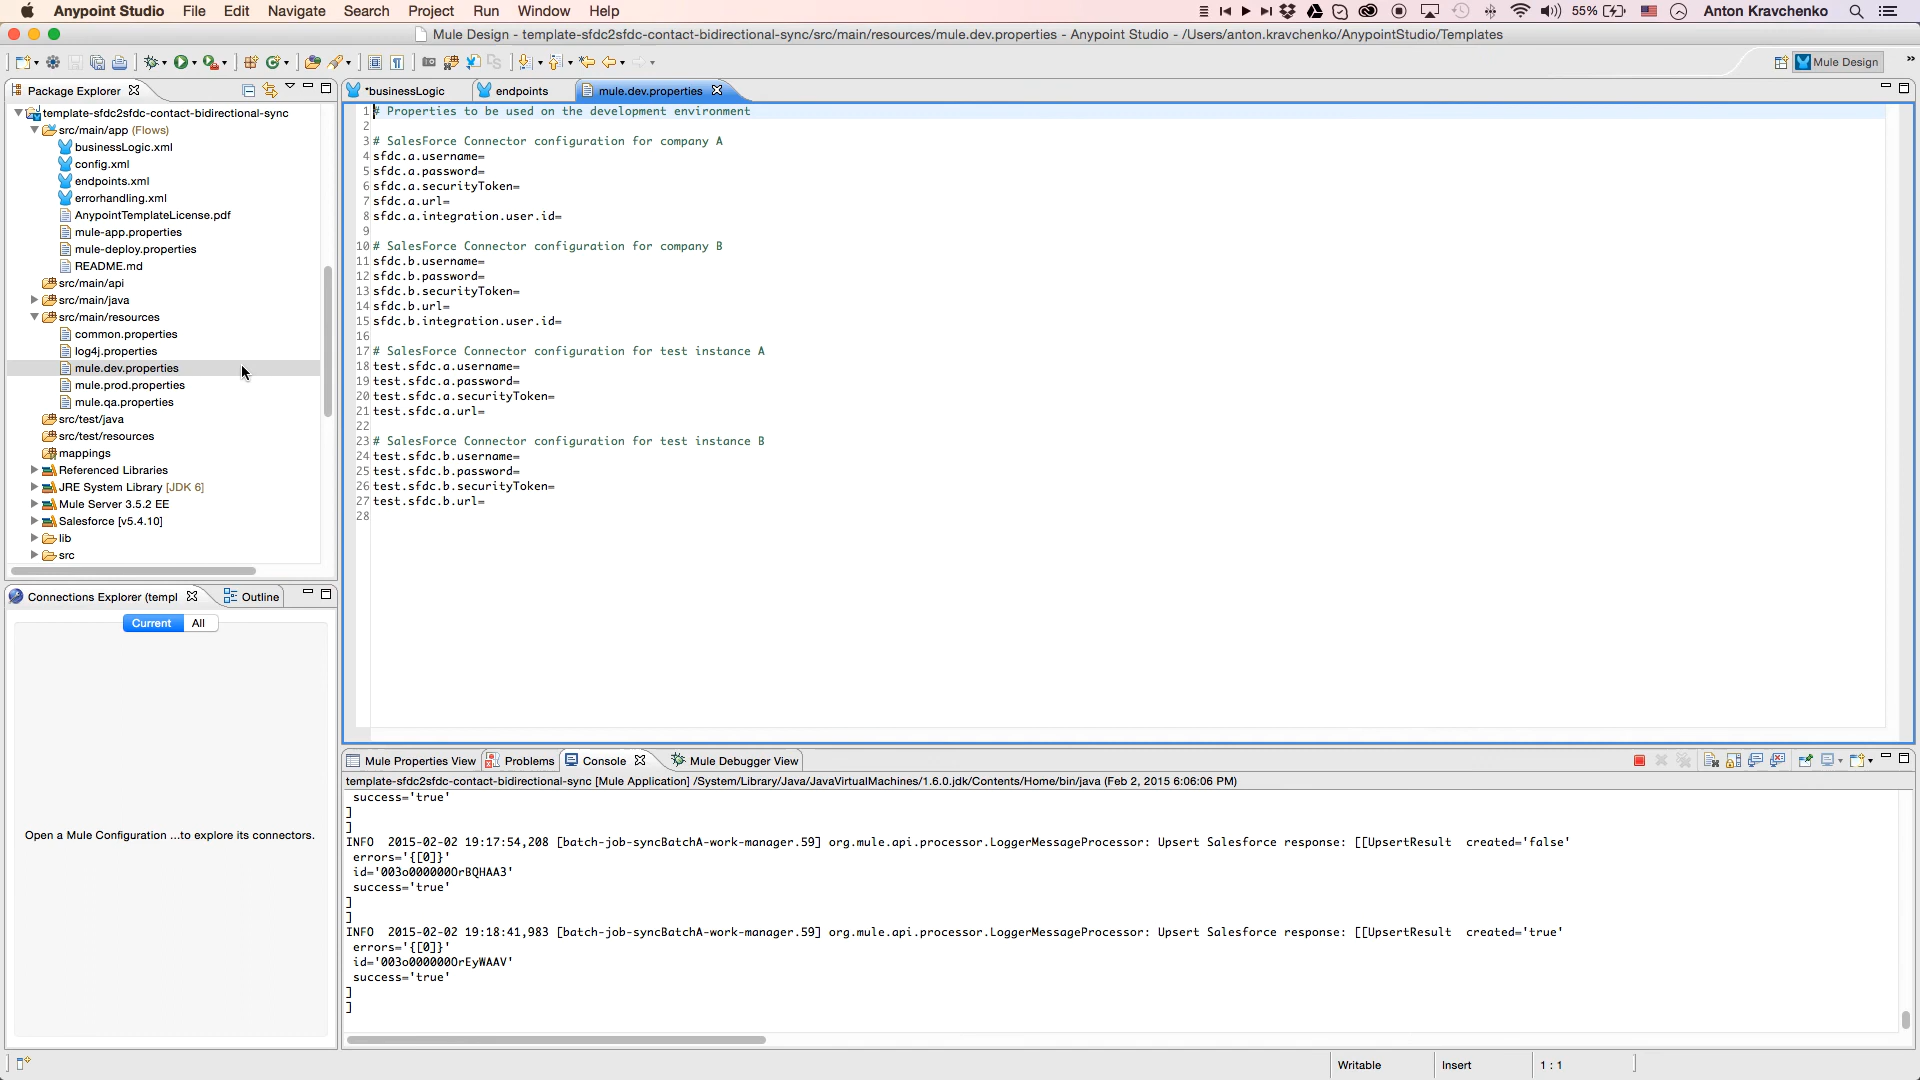 Anypoint Studio File Edit Navigate Search Project Run Window Help 55% Anton Kravchenko
Mule Design - template-sfdc2sfdc-contact-bidirectional-sync/src/main/resources/mule.dev.properties - Anypoint Studio - /Users/anton.kravchenko/AnypointStudio/Templates
Mule Design
Package Explorer
template-sfdc2sfdc-contact-bidirectional-sync
src/main/app (Flows)
businessLogic.xml
config.xml
endpoints.xml
errorhandling.xml
AnypointTemplateLicense.pdf
mule-app.properties
mule-deploy.properties
README.md
src/main/api
src/main/java
src/main/resources
common.properties
log4j.properties
mule.dev.properties
mule.prod.properties
mule.qa.properties
src/test/java
src/test/resources
mappings
Referenced Libraries
JRE System Library [JDK 6]
Mule Server 3.5.2 EE
Salesforce [v5.4.10]
lib
src
*businessLogic endpoints mule.dev.properties
1 # Properties to be used on the development environment
2
3 # SalesForce Connector configuration for company A
4 sfdc.a.username=
5 sfdc.a.password=
6 sfdc.a.securityToken=
7 sfdc.a.url=
8 sfdc.a.integration.user.id=
9
10 # SalesForce Connector configuration for company B
11 sfdc.b.username=
12 sfdc.b.password=
13 sfdc.b.securityToken=
14 sfdc.b.url=
15 sfdc.b.integration.user.id=
16
17 # SalesForce Connector configuration for test instance A
18 test.sfdc.a.username=
19 test.sfdc.a.password=
20 test.sfdc.a.securityToken=
21 test.sfdc.a.url=
22
23 # SalesForce Connector configuration for test instance B
24 test.sfdc.b.username=
25 test.sfdc.b.password=
26 test.sfdc.b.securityToken=
27 test.sfdc.b.url=
28
Connections Explorer (templ Outline
Current All
Open a Mule Configuration ...to explore its connectors.
Mule Properties View Problems Console Mule Debugger View
template-sfdc2sfdc-contact-bidirectional-sync [Mule Application] /System/Library/Java/JavaVirtualMachines/1.6.0.jdk/Contents/Home/bin/java (Feb 2, 2015 6:06:06 PM)
success='true'
]
]
INFO 2015-02-02 19:17:54,208 [batch-job-syncBatchA-work-manager.59] org.mule.api.processor.LoggerMessageProcessor: Upsert Salesforce response: [[UpsertResult created='false'
errors='{[0]}'
id='003o000000OrBQHAA3'
success='true'
]
]
INFO 2015-02-02 19:18:41,983 [batch-job-syncBatchA-work-manager.59] org.mule.api.processor.LoggerMessageProcessor: Upsert Salesforce response: [[UpsertResult created='true'
errors='{[0]}'
id='003o000000OrEyWAAV'
success='true'
]
]
Writable Insert 1 : 1